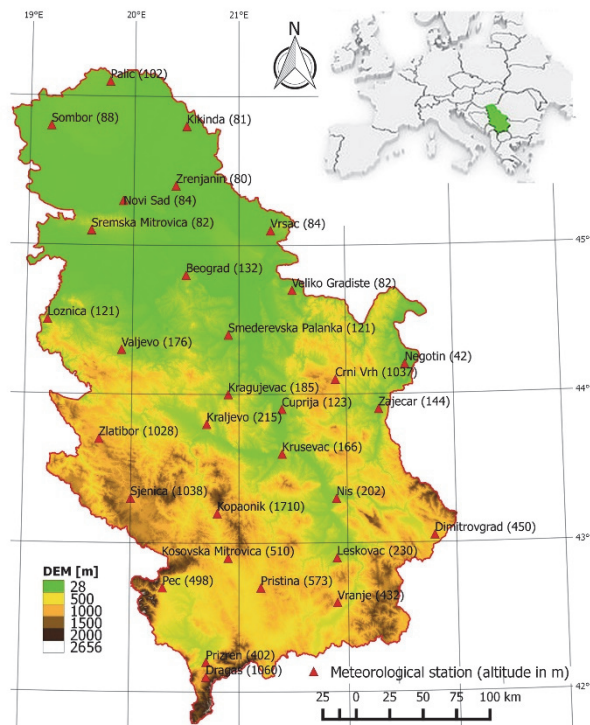 19°E 20°E 21°E
Palic (102)
Sombor (88)
Kikinda (81)
Zrenjanin (80)
Novi Sad (84)
Sremska Mitrovica (82)
Vrsac (84)
45°
Beograd (132)
Veliko Gradiste (82)
Loznica (121)
Smederevska Palanka (121)
Valjevo (176)
Negotin (42)
Crni Vrh (1037)
44°
Kragujevac (185)
Cuprija (123)
Zajecar (144)
Kraljevo (215)
Zlatibor (1028)
Krusevac (166)
Sjenica (1038)
Nis (202)
Kopaonik (1710)
Dimitrovgrad (450)
43°
Kosovska Mitrovica (510)
Leskovac (230)
DEM [m]
28
500
1000
1500
2000
2656
Pec (498)
Pristina (573)
Vranje (432)
Prizren (402)
Dragas (1060)
Meteorological station (altitude in m)
42°
25 0 25 50 75 100 km